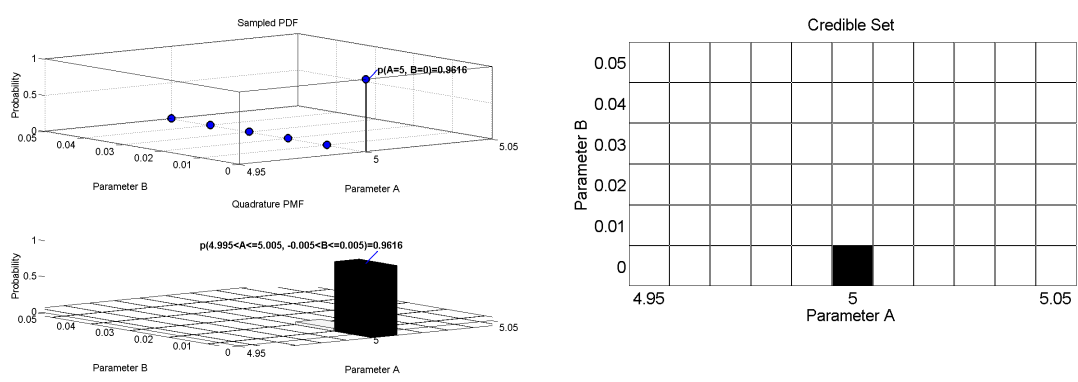 Sampled PDF
p(A=5, B=0)=0.9616
Probability
1
0.5
0
0.05
0.04
0.03
0.02
0.01
0
4.95
5
5.05
Parameter B
Parameter A
Quadrature PMF
p(4.995<A<=5.005, -0.005<B<=0.005)=0.9616
Probability
1
0.5
0
0.05
0.04
0.03
0.02
0.01
0
4.95
5
5.05
Parameter B
Parameter A
Credible Set
Parameter B
0.05
0.04
0.03
0.02
0.01
0
4.95
5
5.05
Parameter A